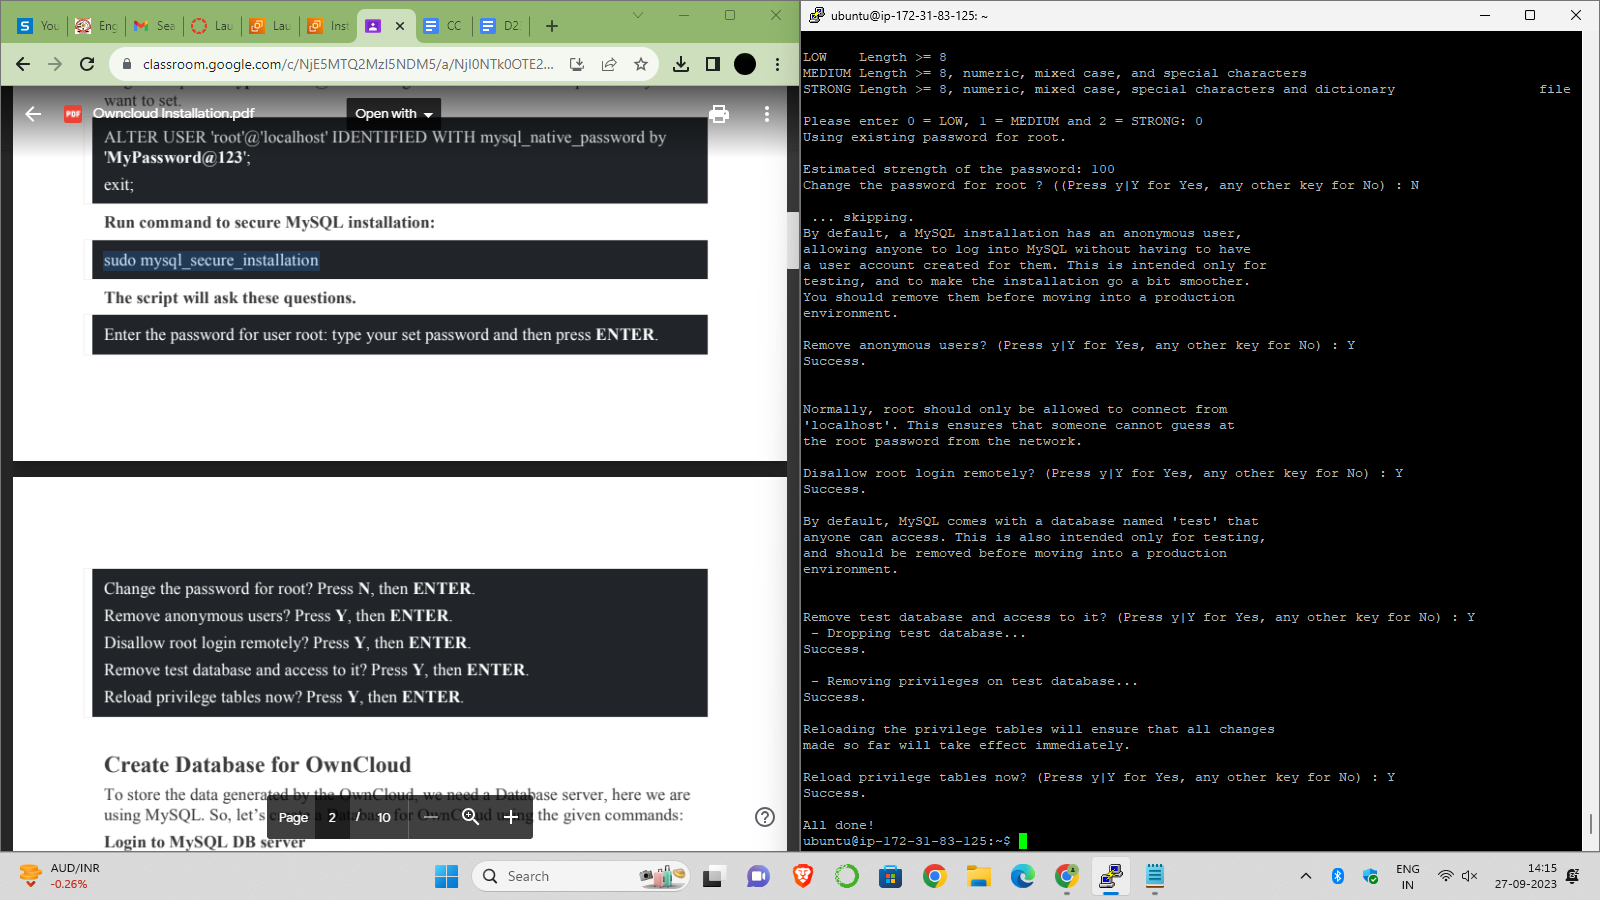 You
Eng
Sea
Lau
Lau
Inst
CC
D2
classroom.google.com/c/NjE5MTQ2MzI5NDM5/a/NjI0NTk0OTE2...
want to set.
PDF
Owncloud Installation.pdf
Open with
ALTER USER 'root'@'localhost' IDENTIFIED WITH mysql_native_password by
'MyPassword@123';
exit;
Run command to secure MySQL installation:
sudo mysql_secure_installation
The script will ask these questions.
Enter the password for user root: type your set password and then press ENTER.
Change the password for root? Press N, then ENTER.
Remove anonymous users? Press Y, then ENTER.
Disallow root login remotely? Press Y, then ENTER.
Remove test database and access to it? Press Y, then ENTER.
Reload privilege tables now? Press Y, then ENTER.
Create Database for OwnCloud
To store the data generated by the OwnCloud, we need a Database server, here we are
using MySQL. So, let's create a Database for OwnCloud using the given commands:
Page 2 / 10
Login to MySQL DB server
ubuntu@ip-172-31-83-125: ~
LOW    Length >= 8
MEDIUM Length >= 8, numeric, mixed case, and special characters
STRONG Length >= 8, numeric, mixed case, special characters and dictionary                  file
Please enter 0 = LOW, 1 = MEDIUM and 2 = STRONG: 0
Using existing password for root.
Estimated strength of the password: 100
Change the password for root ? ((Press y|Y for Yes, any other key for No) : N
... skipping.
By default, a MySQL installation has an anonymous user,
allowing anyone to log into MySQL without having to have
a user account created for them. This is intended only for
testing, and to make the installation go a bit smoother.
You should remove them before moving into a production
environment.
Remove anonymous users? (Press y|Y for Yes, any other key for No) : Y
Success.
Normally, root should only be allowed to connect from
'localhost'. This ensures that someone cannot guess at
the root password from the network.
Disallow root login remotely? (Press y|Y for Yes, any other key for No) : Y
Success.
By default, MySQL comes with a database named 'test' that
anyone can access. This is also intended only for testing,
and should be removed before moving into a production
environment.
Remove test database and access to it? (Press y|Y for Yes, any other key for No) : Y
- Dropping test database...
Success.
- Removing privileges on test database...
Success.
Reloading the privilege tables will ensure that all changes
made so far will take effect immediately.
Reload privilege tables now? (Press y|Y for Yes, any other key for No) : Y
Success.
All done!
ubuntu@ip-172-31-83-125:~$
AUD/INR
-0.26%
Search
ENG
IN
14:15
27-09-2023